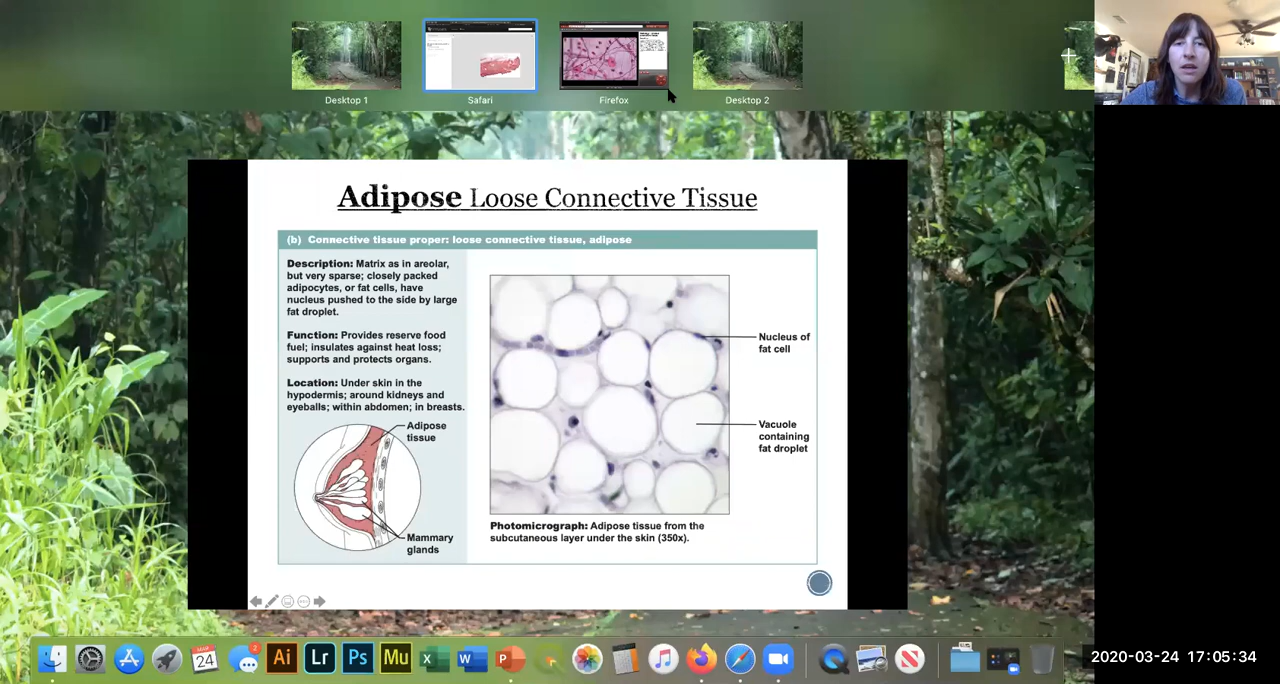 Desktop 1
Safari
Firefox
Desktop 2
Adipose Loose Connective Tissue
(b) Connective tissue proper: loose connective tissue, adipose
Description: Matrix as in areolar,
but very sparse; closely packed
adipocytes, or fat cells, have
nucleus pushed to the side by large
fat droplet.
Function: Provides reserve food
fuel; insulates against heat loss;
supports and protects organs.
Location: Under skin in the
hypodermis; around kidneys and
eyeballs; within abdomen; in breasts.
Adipose
tissue
Mammary
glands
Nucleus of
fat cell
Vacuole
containing
fat droplet
Photomicrograph: Adipose tissue from the
subcutaneous layer under the skin (350x).
MAR
24
2
Ai
Lr
Ps
Mu
X
W
P
2020-03-24 17:05:34